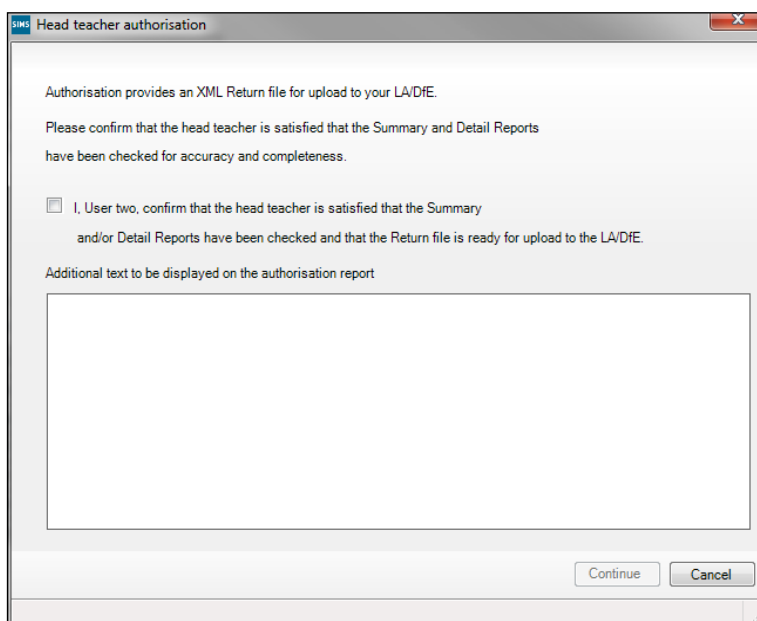 SIMS Head teacher authorisation
X
Authorisation provides an XML Return file for upload to your LA/DfE.
Please confirm that the head teacher is satisfied that the Summary and Detail Reports
have been checked for accuracy and completeness.
I, User two, confirm that the head teacher is satisfied that the Summary
and/or Detail Reports have been checked and that the Return file is ready for upload to the LA/DfE.
Additional text to be displayed on the authorisation report
Continue Cancel